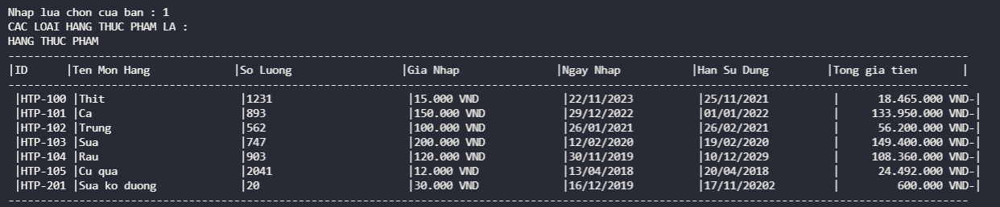 Nhap lua chon cua ban : 1
CAC LOAI HANG THUC PHAM LA :
HANG THUC PHAM
|ID |Ten Mon Hang |So Luong |Gia Nhap |Ngay Nhap |Han Su Dung |Tong gia tien |
|HTP-100 |Thit |1231 |15.000 VND |22/11/2023 |25/11/2021 | 18.465.000 VND-|
|HTP-101 |Ca |893 |150.000 VND |29/12/2022 |01/01/2022 | 133.950.000 VND-|
|HTP-102 |Trung |562 |100.000 VND |26/01/2021 |26/02/2021 | 56.200.000 VND-|
|HTP-103 |Sua |747 |200.000 VND |12/02/2020 |19/02/2020 | 149.400.000 VND-|
|HTP-104 |Rau |903 |120.000 VND |30/11/2019 |10/12/2029 | 108.360.000 VND-|
|HTP-105 |Cu qua |2041 |12.000 VND |13/04/2018 |20/04/2018 | 24.492.000 VND-|
|HTP-201 |Sua ko duong |20 |30.000 VND |16/12/2019 |17/11/20202 | 600.000 VND-|